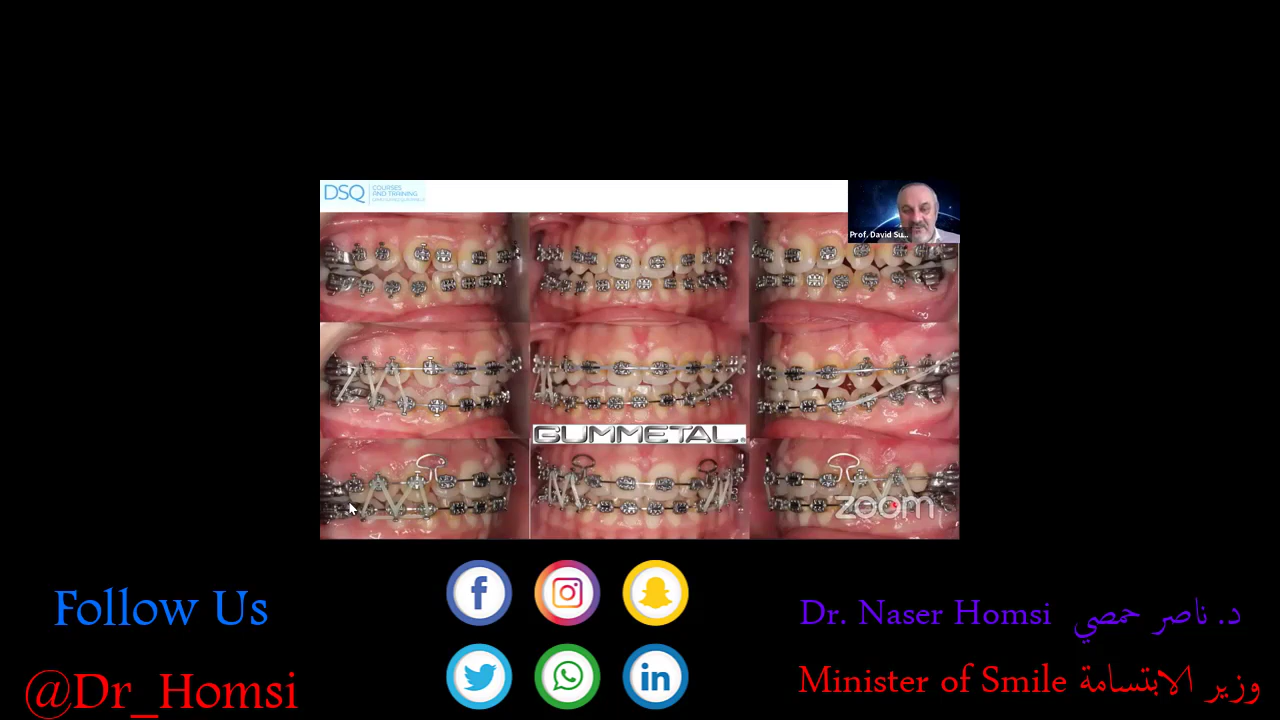 DSQ
COURSES
AND TRAINING
Prof. David Su...
GUMMETAL
zoom
Follow Us
@Dr_Homsi
Dr. Naser Homsi د. ناصر حمصي
Minister of Smile وزير الابتسامة